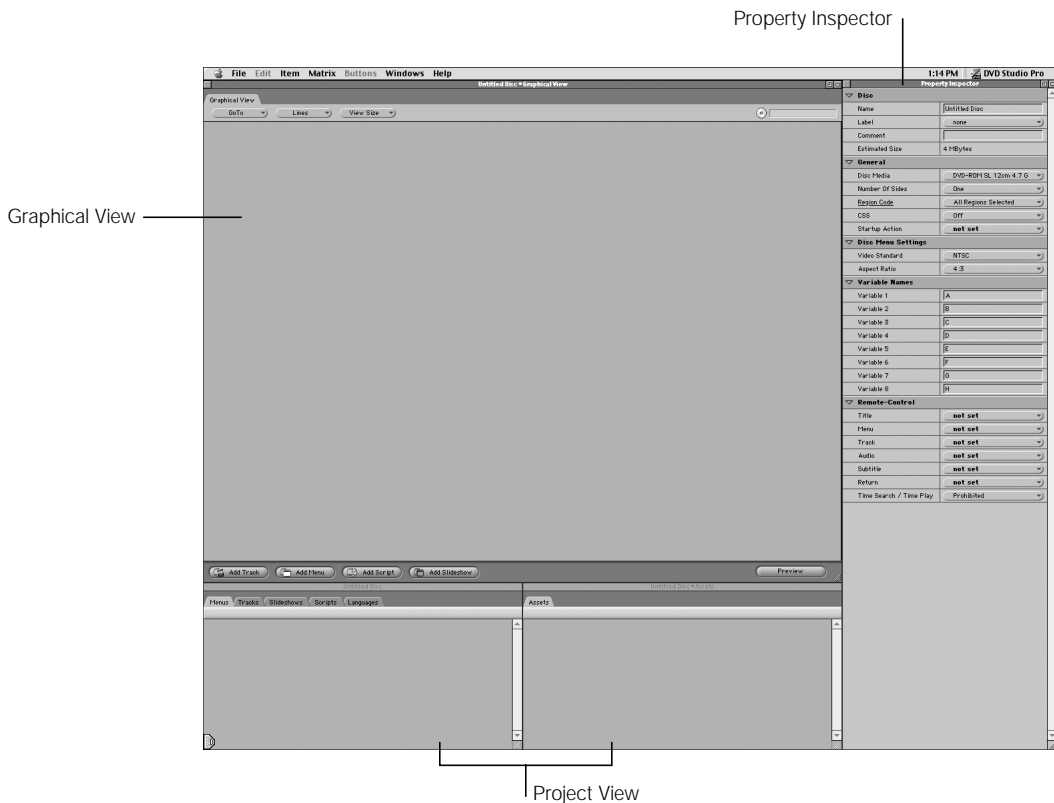 Property Inspector
File Edit Item Matrix Buttons Windows Help
1:14 PM DVD Studio Pro
Untitled Disc•Graphical View
Property Inspector
Graphical View
GoTo Lines View Size
Disc
Name Untitled Disc
Label none
Comment
Estimated Size 4 MBytes
General
Disc Media DVD-ROM SL 12cm 4.7 G
Number Of Sides One
Region Code All Regions Selected
CSS Off
Startup Action not set
Disc Menu Settings
Video Standard NTSC
Aspect Ratio 4:3
Variable Names
Variable 1 A
Variable 2 B
Variable 3 C
Variable 4 D
Variable 5 E
Variable 6 F
Variable 7 G
Variable 8 H
Remote-Control
Title not set
Menu not set
Track not set
Audio not set
Subtitle not set
Return not set
Time Search / Time Play Prohibited
Graphical View
Add Track Add Menu Add Script Add Slideshow Preview
Untitled Disc
Untitled Disc•Assets
Menus Tracks Slideshows Scripts Languages
Assets
Project View